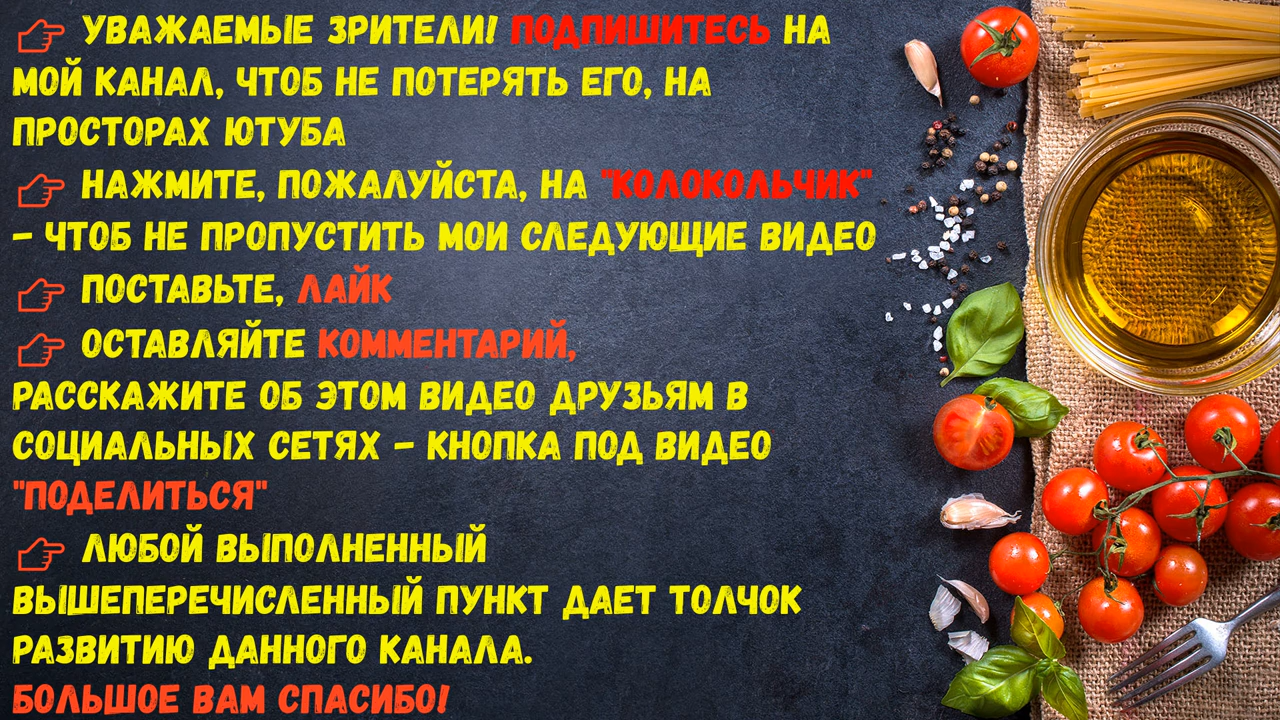 УВАЖАЕМЫЕ ЗРИТЕЛИ! ПОДПИШИТЕСЬ НА
МОЙ КАНАЛ, ЧТОБ НЕ ПОТЕРЯТЬ ЕГО, НА
ПРОСТОРАХ ЮТУБА
НАЖМИТЕ, ПОЖАЛУЙСТА, НА "КОЛОКОЛЬЧИК"
- ЧТОБ НЕ ПРОПУСТИТЬ МОИ СЛЕДУЮЩИЕ ВИДЕО
ПОСТАВЬТЕ, ЛАЙК
ОСТАВЛЯЙТЕ КОММЕНТАРИЙ,
РАССКАЖИТЕ ОБ ЭТОМ ВИДЕО ДРУЗЬЯМ В
СОЦИАЛЬНЫХ СЕТЯХ - КНОПКА ПОД ВИДЕО
"ПОДЕЛИТЬСЯ"
ЛЮБОЙ ВЫПОЛНЕННЫЙ
ВЫШЕПЕРЕЧИСЛЕННЫЙ ПУНКТ ДАЕТ ТОЛЧОК
РАЗВИТИЮ ДАННОГО КАНАЛА.
БОЛЬШОЕ ВАМ СПАСИБО!